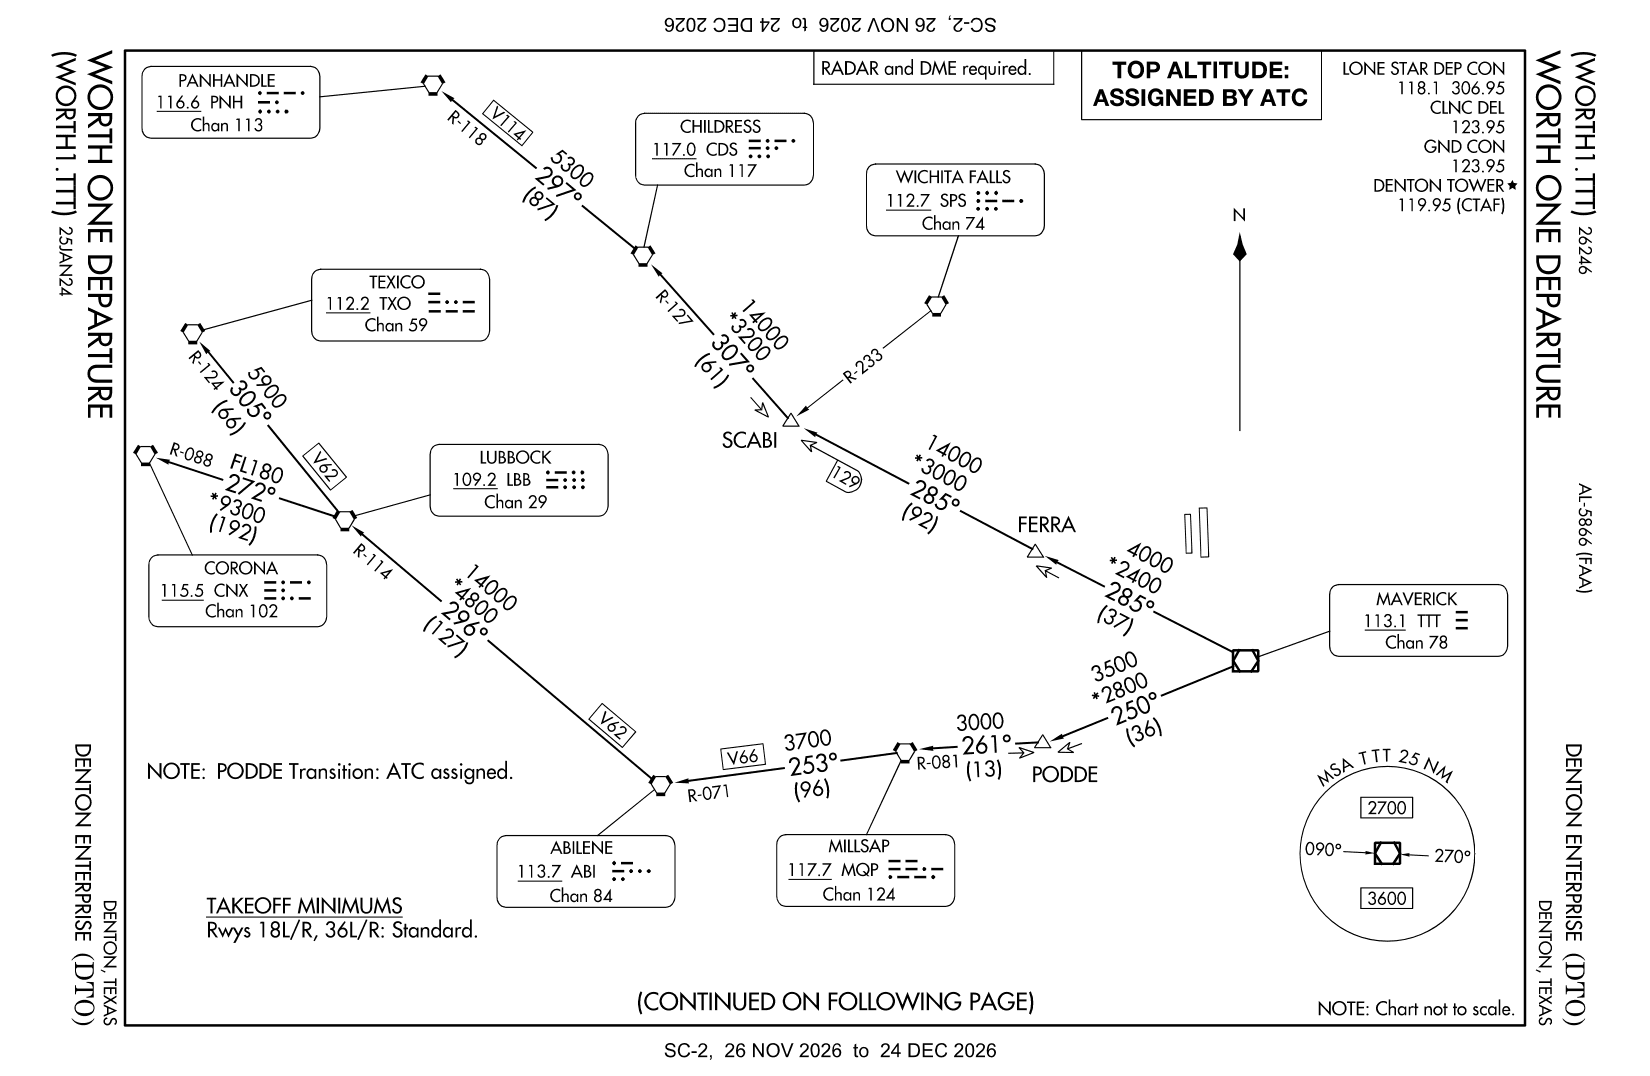 SC-2, 26 NOV 2026 to 24 DEC 2026
(WORTH1.TTT) 25JAN24
WORTH ONE DEPARTURE
DENTON ENTERPRISE (DTO)
DENTON, TEXAS
(WORTH1.TTT) 26246
WORTH ONE DEPARTURE
AL-5866 (FAA)
DENTON ENTERPRISE (DTO)
DENTON, TEXAS
RADAR and DME required.
TOP ALTITUDE:
ASSIGNED BY ATC
LONE STAR DEP CON
118.1 306.95
CLNC DEL
123.95
GND CON
123.95
DENTON TOWER★
119.95 (CTAF)
PANHANDLE
116.6 PNH
Chan 113
V114
R-118
5300
297°
(87)
CHILDRESS
117.0 CDS
Chan 117
WICHITA FALLS
112.7 SPS
Chan 74
N
TEXICO
112.2 TXO
Chan 59
R-127
14000
*3200
307°
(61)
R-233
SCABI
R-124
5900
305°
(66)
V62
R-088
FL180
272°
*9300
(192)
LUBBOCK
109.2 LBB
Chan 29
129
14000
*3000
285°
(92)
FERRA
CORONA
115.5 CNX
Chan 102
R-114
14000
*4800
296°
(127)
V62
4000
*2400
285°
(37)
MAVERICK
113.1 TTT
Chan 78
3500
*2800
250°
(36)
3000
261°
(13)
R-081
PODDE
V66
3700
253°
(96)
R-071
NOTE: PODDE Transition: ATC assigned.
ABILENE
113.7 ABI
Chan 84
MILLSAP
117.7 MQP
Chan 124
MSA TTT 25 NM
2700
090°
270°
3600
TAKEOFF MINIMUMS
Rwys 18L/R, 36L/R: Standard.
(CONTINUED ON FOLLOWING PAGE)
NOTE: Chart not to scale.
SC-2, 26 NOV 2026 to 24 DEC 2026